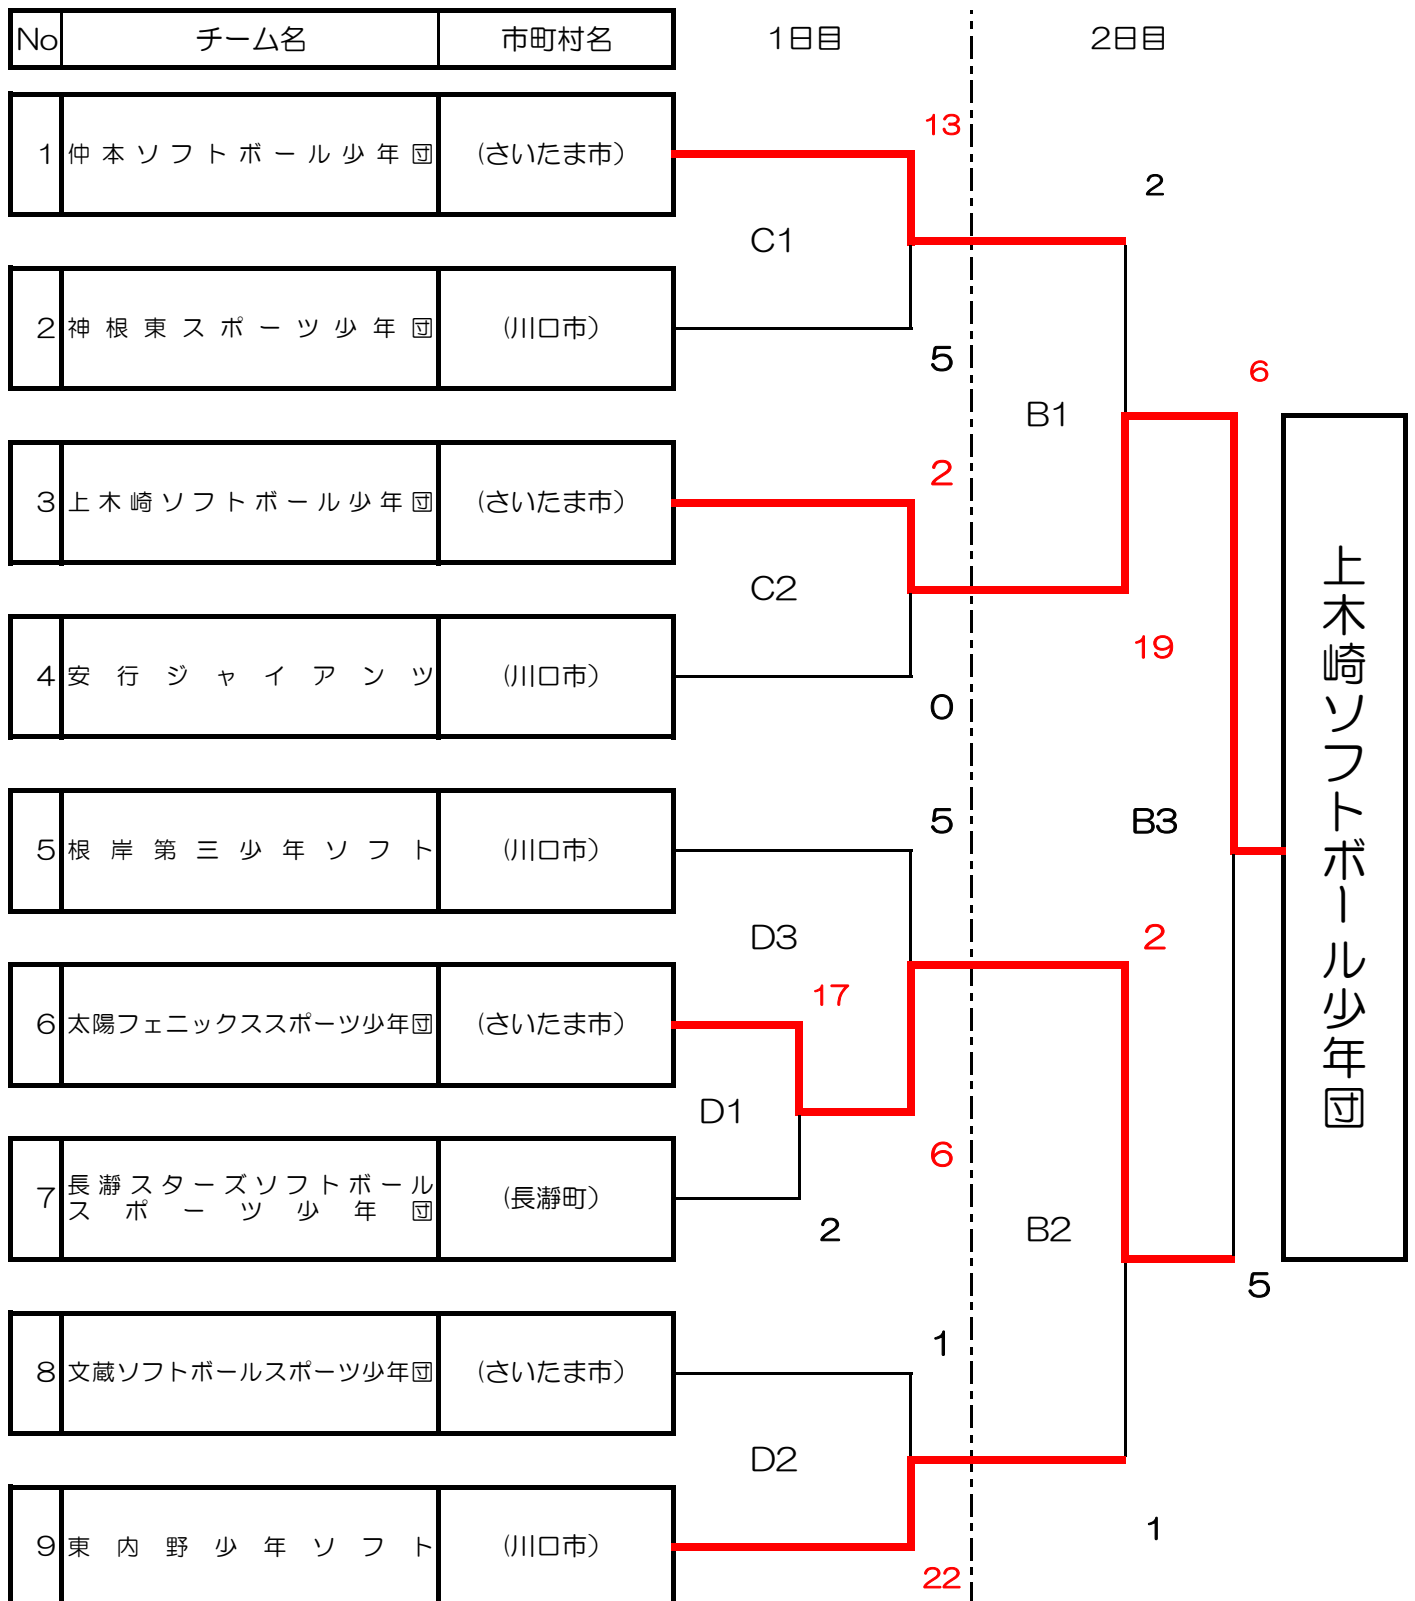 No チーム名 市町村名 1日目 2日目
13
1 仲本ソフトボール少年団 (さいたま市)
2
C1
2 神根東スポーツ少年団 (川口市)
5
6
B1
2
3 上木崎ソフトボール少年団 (さいたま市)
C2
19
4 安行ジャイアンツ (川口市)
0
5
B3
5 根岸第三少年ソフト (川口市)
D3
2
17
6 太陽フェニックススポーツ少年団 (さいたま市)
D1
6
7 長瀞スターズソフトボール
スポーツ少年団 (長瀞町)
2
B2
5
1
8 文蔵ソフトボールスポーツ少年団 (さいたま市)
D2
1
9 東内野少年ソフト (川口市)
22
上木崎ソフトボール少年団